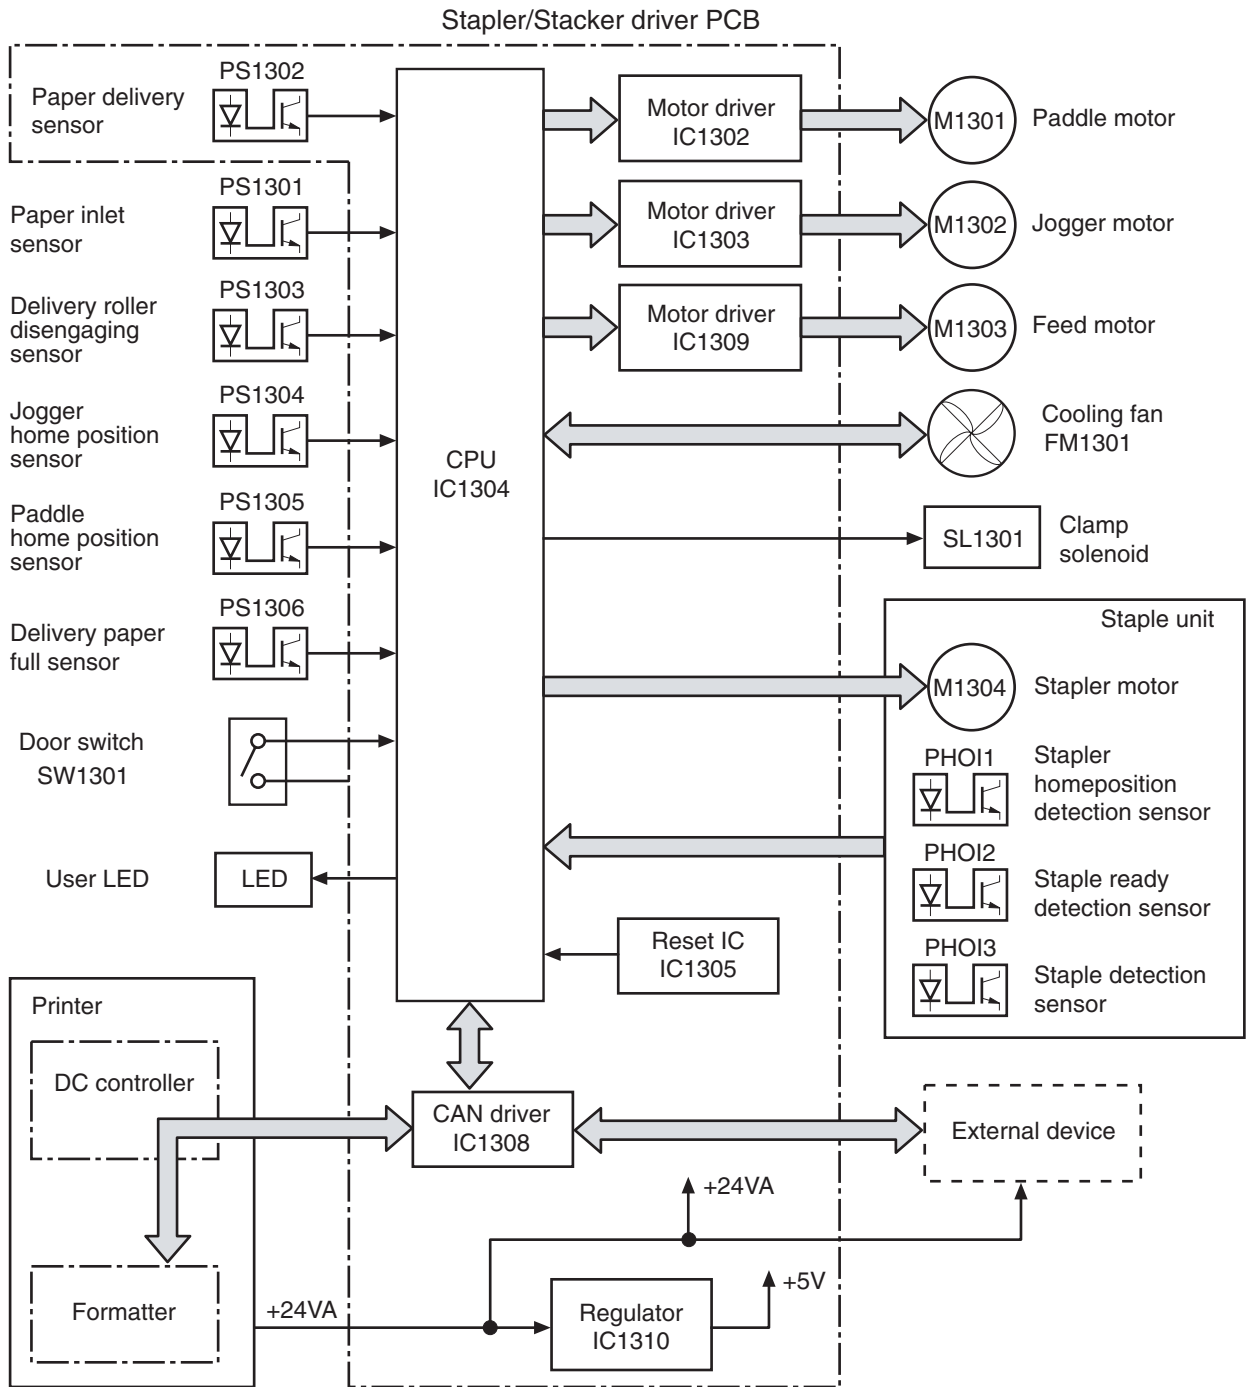 Stapler/Stacker driver PCB
PS1302
Paper delivery
sensor
PS1301
Paper inlet
sensor
PS1303
Delivery roller
disengaging
sensor
PS1304
Jogger
home position
sensor
PS1305
Paddle
home position
sensor
PS1306
Delivery paper
full sensor
Door switch
SW1301
User LED
LED
CPU
IC1304
Motor driver
IC1302
M1301
Paddle motor
Motor driver
IC1303
M1302
Jogger motor
Motor driver
IC1309
M1303
Feed motor
Cooling fan
FM1301
SL1301
Clamp
solenoid
Staple unit
M1304
Stapler motor
PHOI1
Stapler
homeposition
detection sensor
PHOI2
Staple ready
detection sensor
PHOI3
Staple detection
sensor
Reset IC
IC1305
Printer
DC controller
Formatter
CAN driver
IC1308
External device
+24VA
+24VA
Regulator
IC1310
+5V